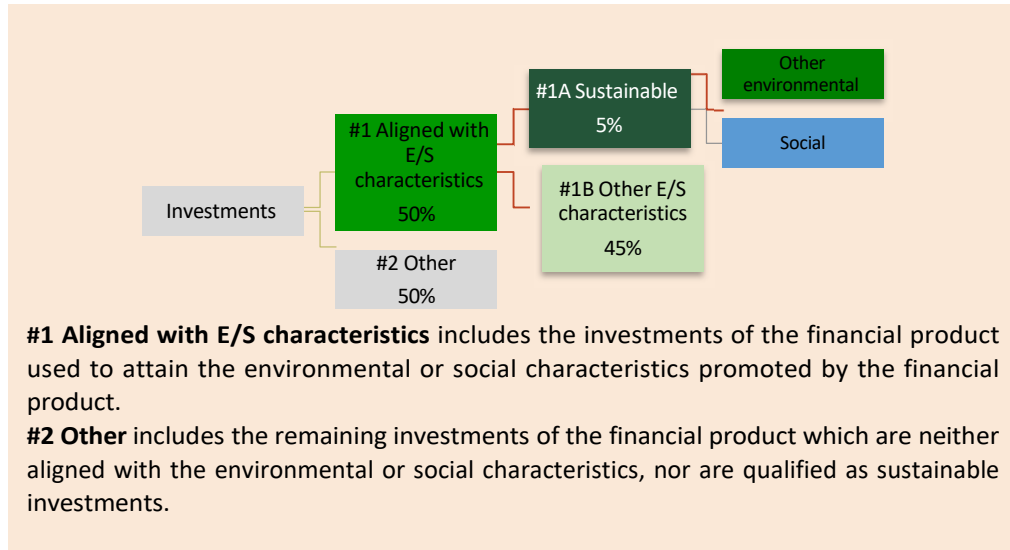 Investments
#1 Aligned with
E/S
characteristics
50%
#2 Other
50%
#1A Sustainable
5%
#1B Other E/S
characteristics
45%
Other
environmental
Social
#1 Aligned with E/S characteristics includes the investments of the financial product
used to attain the environmental or social characteristics promoted by the financial
product.
#2 Other includes the remaining investments of the financial product which are neither
aligned with the environmental or social characteristics, nor are qualified as sustainable
investments.